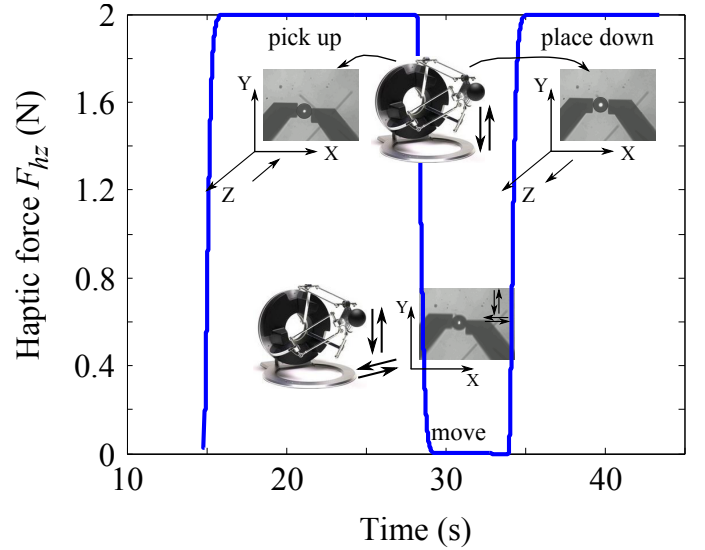 2
1.6
1.2
0.8
0.4
0
Haptic force F_hz (N)
pick up
place down
Y
X
Z
Y
X
Z
Y
X
move
10
20
30
40
Time (s)